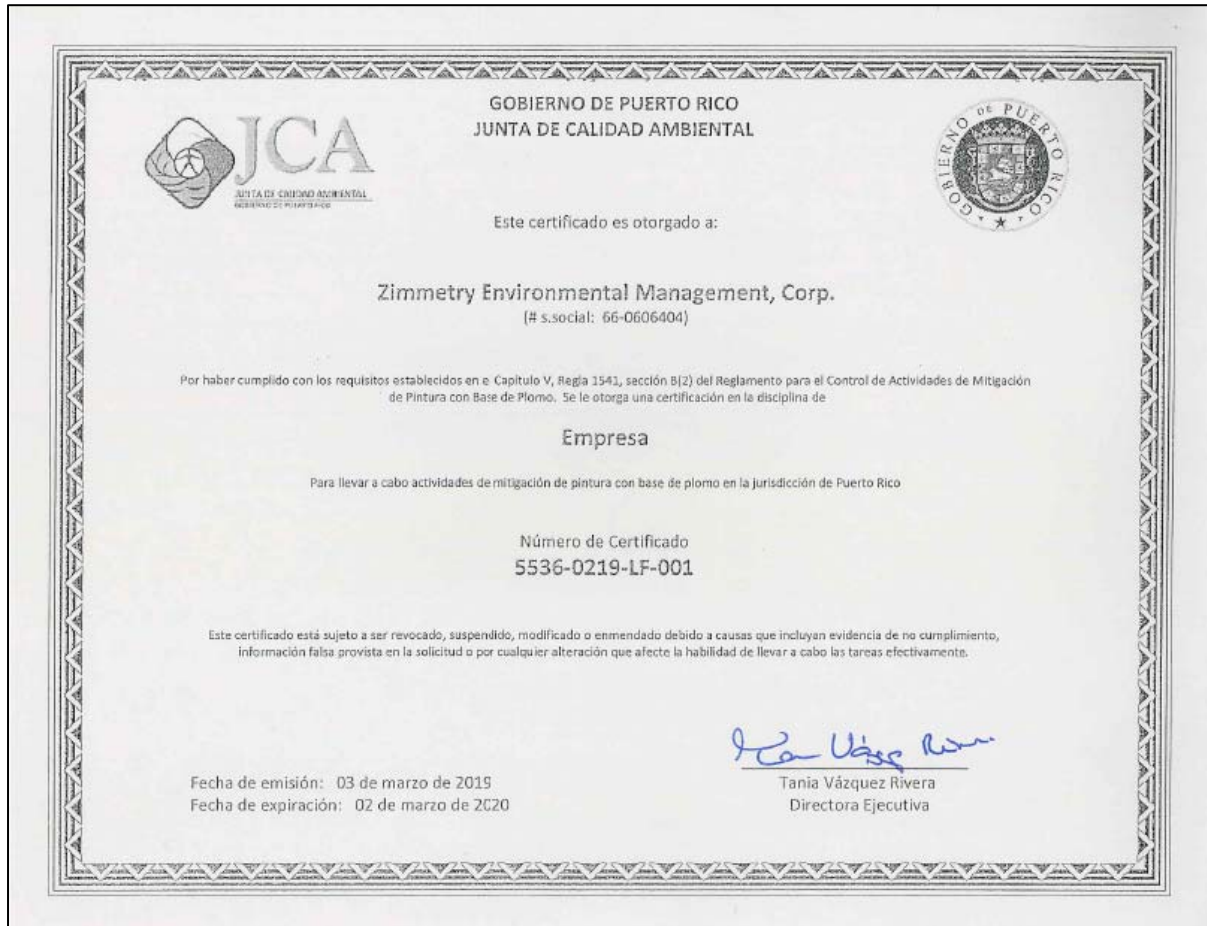 GOBIERNO DE PUERTO RICO
JUNTA DE CALIDAD AMBIENTAL
JCA
JUNTA DE CALIDAD AMBIENTAL
GOBIERNO DE PUERTO RICO
GOBIERNO DE PUERTO RICO
Este certificado es otorgado a:
Zimmetry Environmental Management, Corp.
(# s.social: 66-0606404)
Por haber cumplido con los requisitos establecidos en e Capítulo V, Regla 1541, sección B(2) del Reglamento para el Control de Actividades de Mitigación
de Pintura con Base de Plomo. Se le otorga una certificación en la disciplina de
Empresa
Para llevar a cabo actividades de mitigación de pintura con base de plomo en la jurisdicción de Puerto Rico
Número de Certificado
5536-0219-LF-001
Este certificado está sujeto a ser revocado, suspendido, modificado o enmendado debido a causas que incluyan evidencia de no cumplimiento,
información falsa provista en la solicitud o por cualquier alteración que afecte la habilidad de llevar a cabo las tareas efectivamente.
Fecha de emisión: 03 de marzo de 2019
Fecha de expiración: 02 de marzo de 2020
Tania Vázquez Rivera
Directora Ejecutiva